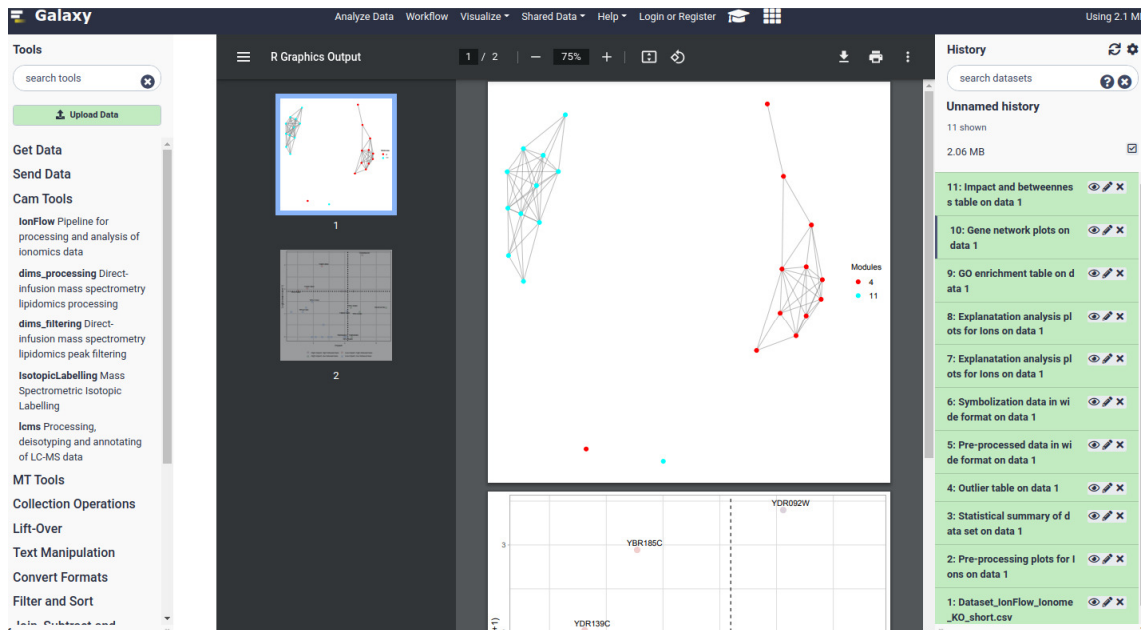 Galaxy
Analyze Data Workflow Visualize Shared Data Help Login or Register
Using 2.1 M
Tools
search tools
Upload Data
Get Data
Send Data
Cam Tools
IonFlow Pipeline for
processing and analysis of
ionomics data
dims_processing Direct-
infusion mass spectrometry
lipidomics processing
dims_filtering Direct-
infusion mass spectrometry
lipidomics peak filtering
IsotopicLabelling Mass
Spectrometric Isotopic
Labelling
lcms Processing,
deisotyping and annotating
of LC-MS data
MT Tools
Collection Operations
Lift-Over
Text Manipulation
Convert Formats
Filter and Sort
Join, Subtract and
R Graphics Output
1 / 2
75%
1
2
Modules
4
11
YDR092W
3
YBR185C
YDR139C
+1)
History
search datasets
Unnamed history
11 shown
2.06 MB
11: Impact and betweennes
s table on data 1
10: Gene network plots on
data 1
9: GO enrichment table on d
ata 1
8: Explanatation analysis pl
ots for Ions on data 1
7: Explanatation analysis pl
ots for Ions on data 1
6: Symbolization data in wi
de format on data 1
5: Pre-processed data in wi
de format on data 1
4: Outlier table on data 1
3: Statistical summary of d
ata set on data 1
2: Pre-processing plots for I
ons on data 1
1: Dataset_IonFlow_Ionome
_KO_short.csv